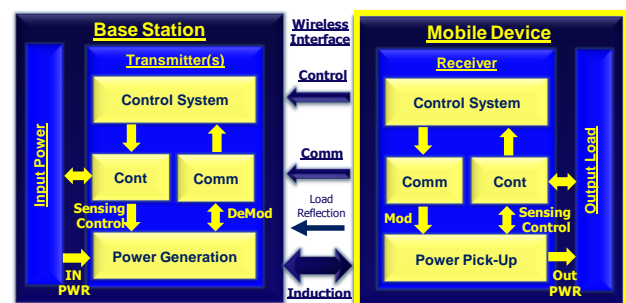 Base Station
Transmitter(s)
Input Power
Control System
Cont
Comm
Sensing
Control
DeMod
Power Generation
IN
PWR
Wireless
Interface
Control
Comm
Load
Reflection
Induction
Mobile Device
Receiver
Control System
Comm
Cont
Mod
Sensing
Control
Power Pick-Up
Out
PWR
Output Load